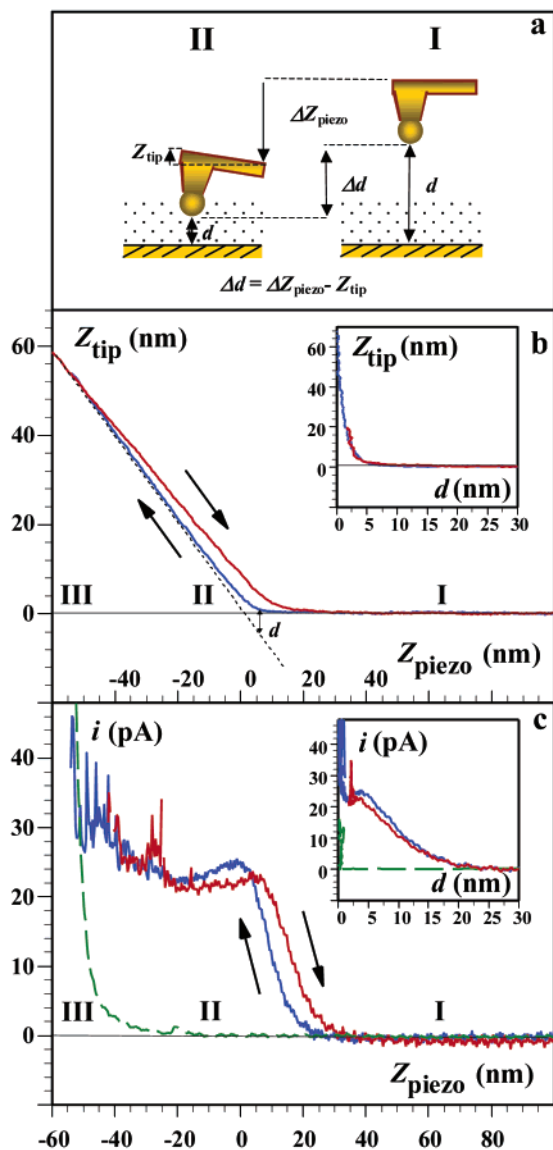 II I a
ΔZpiezo
Ztip
Δd d
d
Δd = ΔZpiezo- Ztip
Ztip (nm) b
60
40
20
0
III II I
d
-40 -20 0 20 40
Zpiezo (nm)
Ztip (nm)
60
40
20
0
d (nm)
0 5 10 15 20 25 30
i (pA) c
40
30
20
10
0
III II I
Zpiezo (nm)
-60 -40 -20 0 20 40 60 80
i (pA)
40
30
20
10
0
d (nm)
0 5 10 15 20 25 30